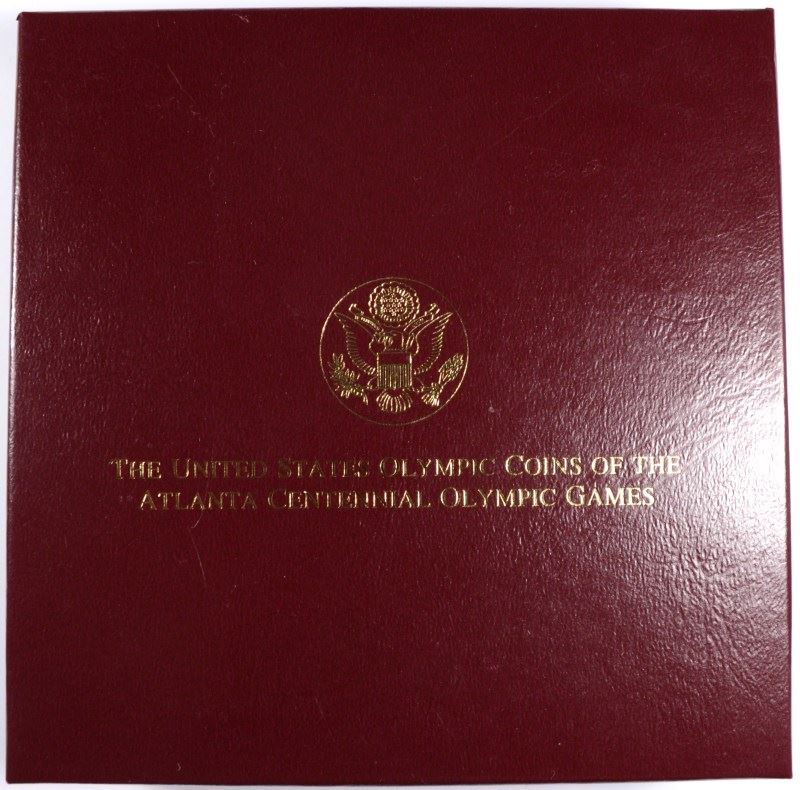 The United States Olympic Coins of the
Atlanta Centennial Olympic Games